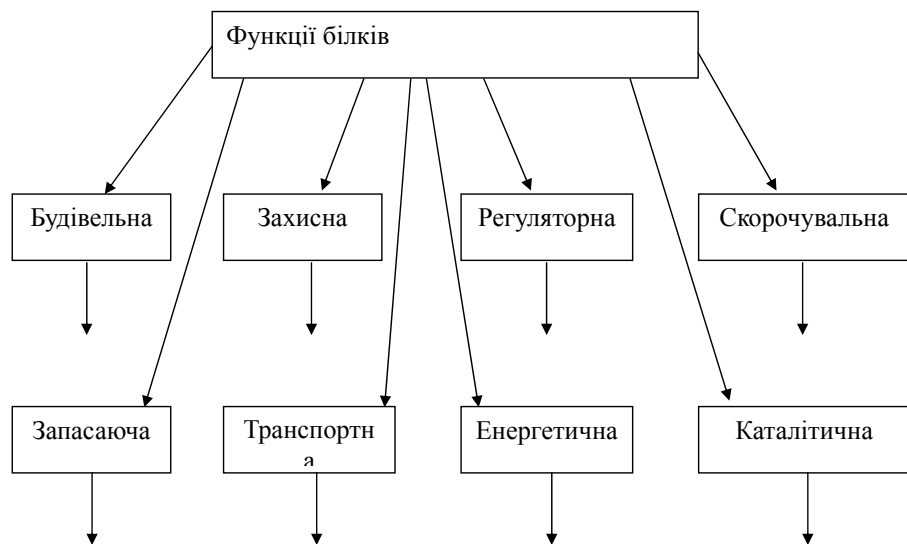 Функції білків
Будівельна
Захисна
Регуляторна
Скорочувальна
Запасаюча
Транспортн
а
Енергетична
Каталітична